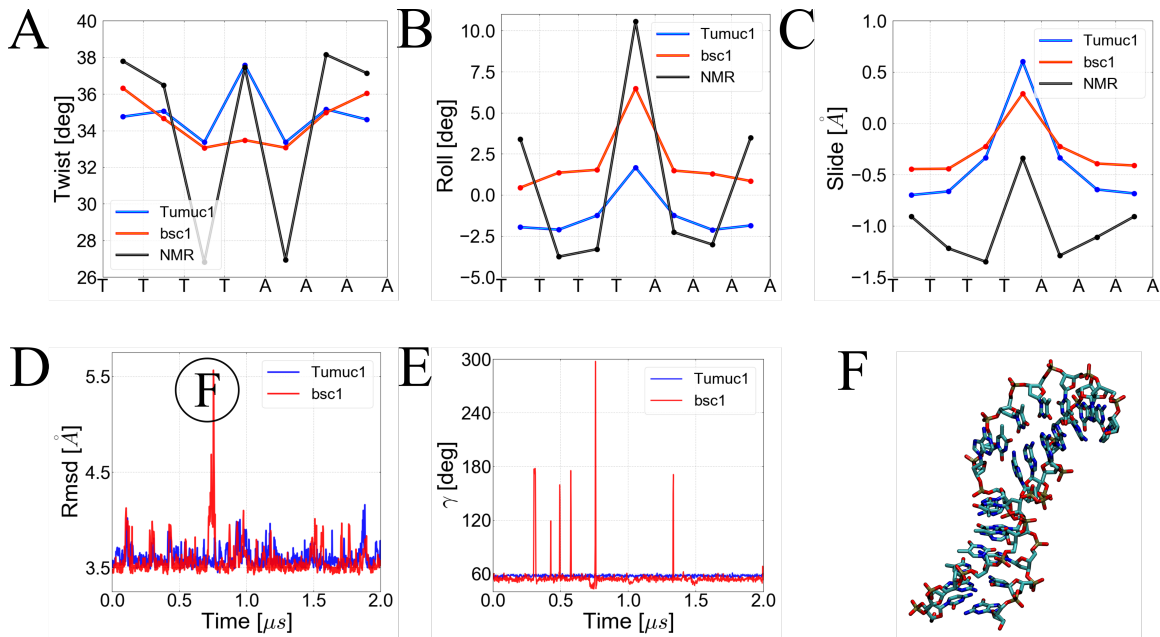 A
40
38
36
34
32
30
28
26
Twist [deg]
Tumuc1
bsc1
NMR
T T T T A A A A
B
10.0
7.5
5.0
2.5
0.0
−2.5
−5.0
Roll [deg]
Tumuc1
bsc1
NMR
T T T T A A A A
C
1.0
0.5
0.0
−0.5
−1.0
−1.5
Slide [Å]
Tumuc1
bsc1
NMR
T T T T A A A A
D
5.5
4.5
3.5
Rmsd [Å]
F
Tumuc1
bsc1
0.0 0.5 1.0 1.5 2.0
Time [μs]
E
300
240
180
120
60
γ [deg]
Tumuc1
bsc1
0.0 0.5 1.0 1.5 2.0
Time [μs]
F